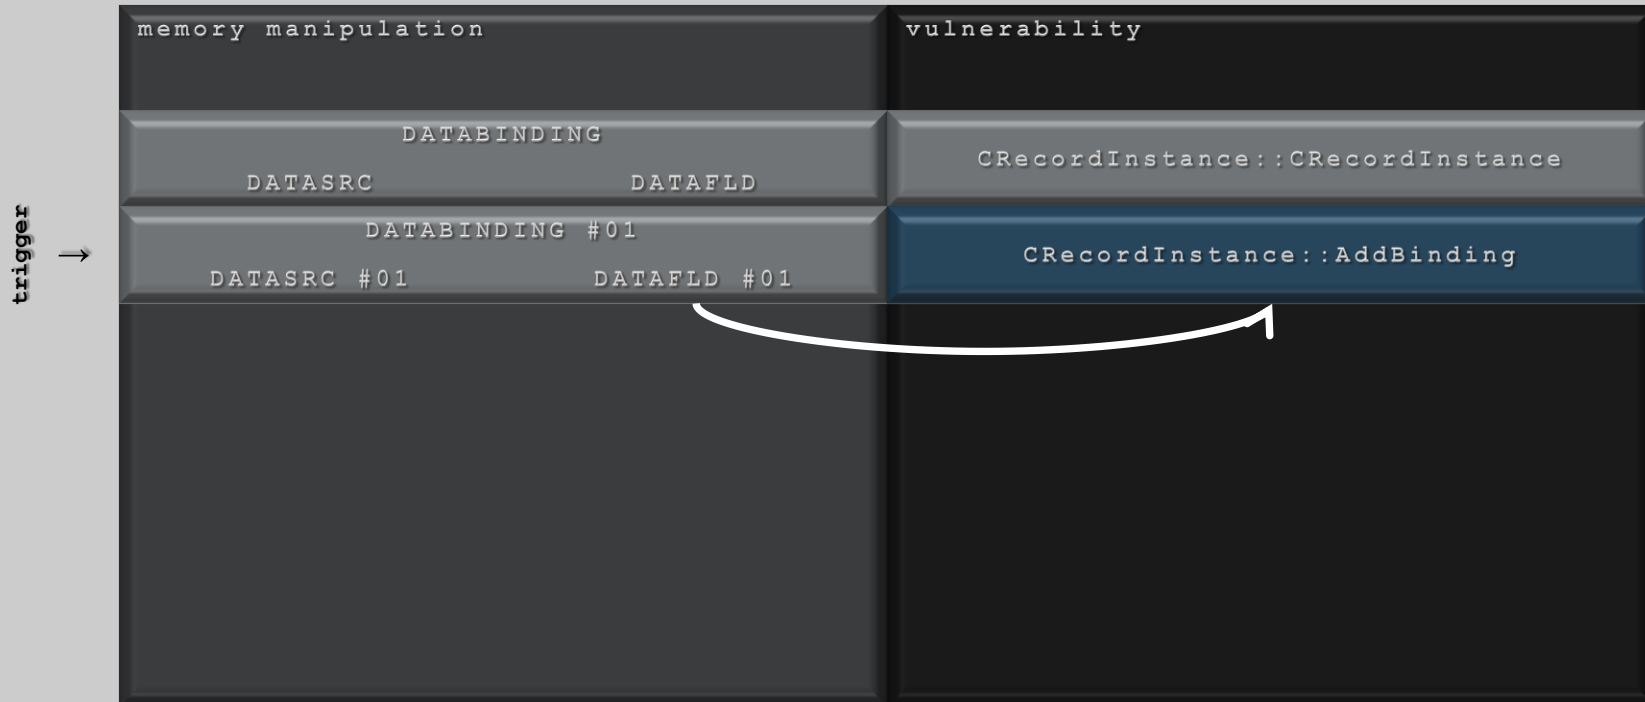 memory manipulation
vulnerability
DATABINDING
DATASRC DATAFLD
CRecordInstance::CRecordInstance
trigger →
DATABINDING #01
DATASRC #01 DATAFLD #01
CRecordInstance::AddBinding